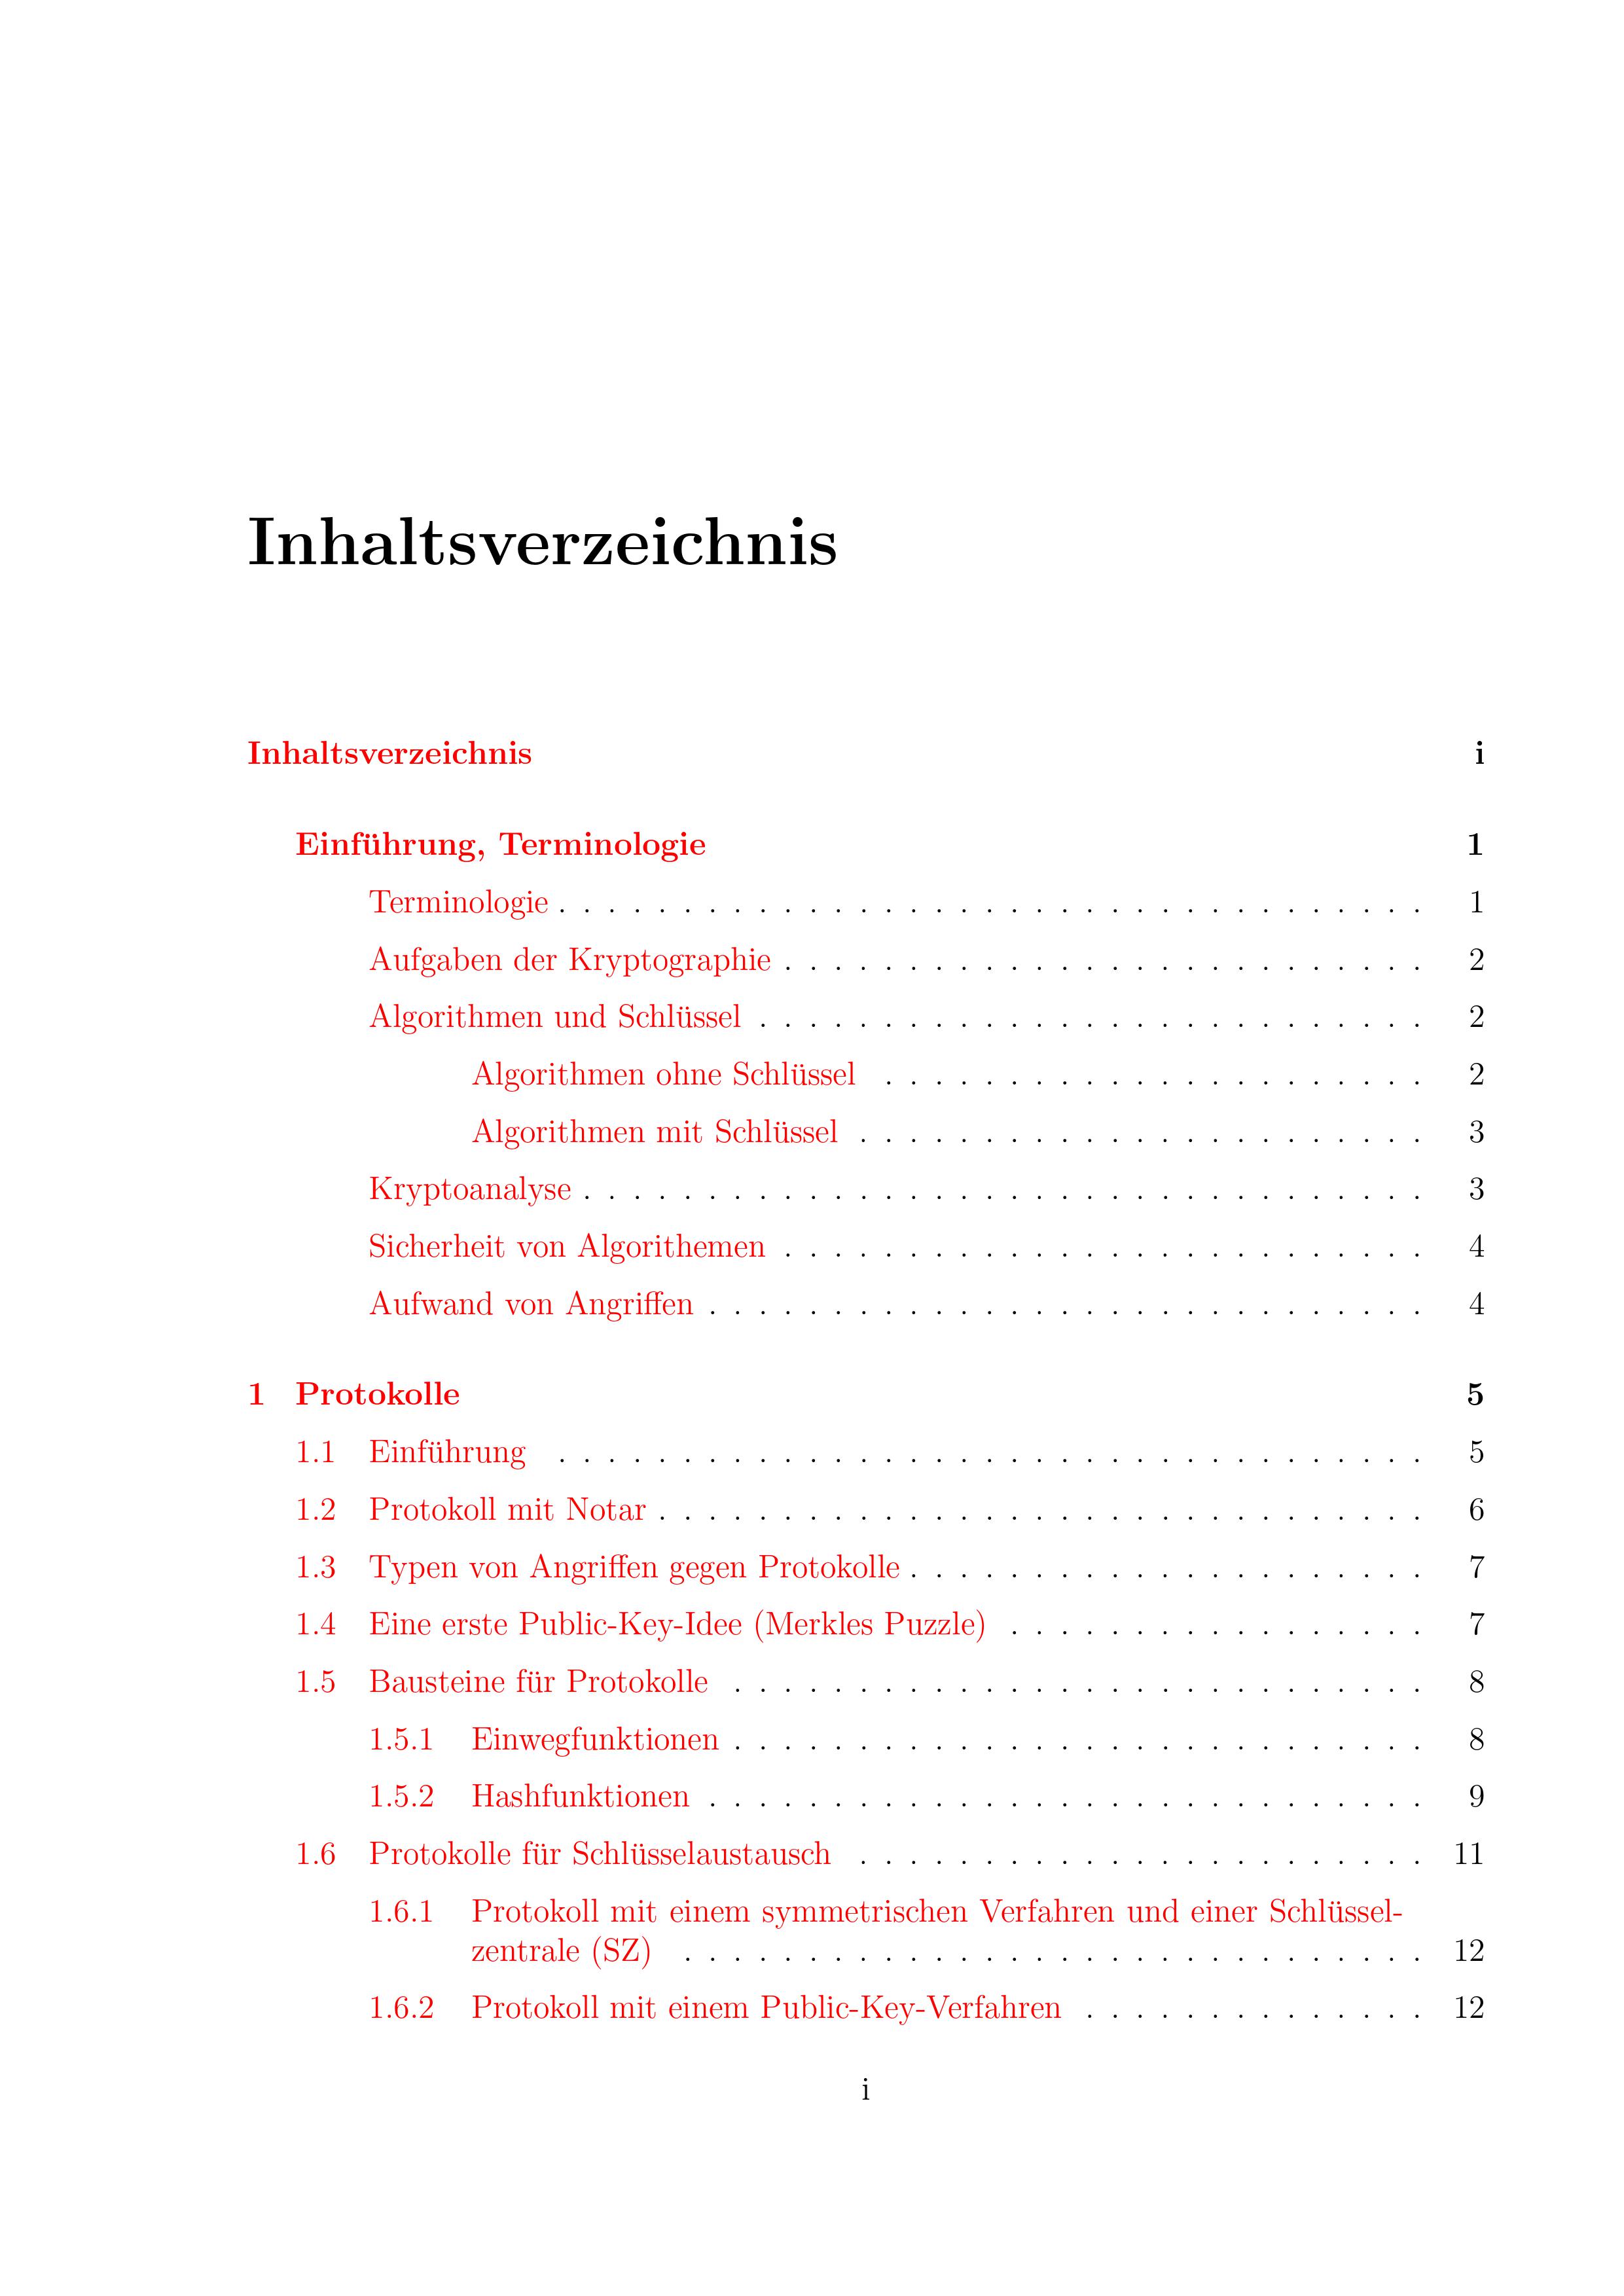 Inhaltsverzeichnis
Inhaltsverzeichnis i
Einführung, Terminologie 1
Terminologie . . . . . . . . . . . . . . . . . . . . . . . . . . . . . . . . . . . 1
Aufgaben der Kryptographie . . . . . . . . . . . . . . . . . . . . . . . . . . 2
Algorithmen und Schlüssel . . . . . . . . . . . . . . . . . . . . . . . . . . . 2
Algorithmen ohne Schlüssel . . . . . . . . . . . . . . . . . . . . . . 2
Algorithmen mit Schlüssel . . . . . . . . . . . . . . . . . . . . . . . 3
Kryptoanalyse . . . . . . . . . . . . . . . . . . . . . . . . . . . . . . . . . . 3
Sicherheit von Algorithemen . . . . . . . . . . . . . . . . . . . . . . . . . . 4
Aufwand von Angriffen . . . . . . . . . . . . . . . . . . . . . . . . . . . . . 4
1 Protokolle 5
1.1 Einführung . . . . . . . . . . . . . . . . . . . . . . . . . . . . . . . . . . . 5
1.2 Protokoll mit Notar . . . . . . . . . . . . . . . . . . . . . . . . . . . . . . . 6
1.3 Typen von Angriffen gegen Protokolle . . . . . . . . . . . . . . . . . . . . . 7
1.4 Eine erste Public-Key-Idee (Merkles Puzzle) . . . . . . . . . . . . . . . . . 7
1.5 Bausteine für Protokolle . . . . . . . . . . . . . . . . . . . . . . . . . . . . 8
1.5.1 Einwegfunktionen . . . . . . . . . . . . . . . . . . . . . . . . . . . . 8
1.5.2 Hashfunktionen . . . . . . . . . . . . . . . . . . . . . . . . . . . . . 9
1.6 Protokolle für Schlüsselaustausch . . . . . . . . . . . . . . . . . . . . . . . 11
1.6.1 Protokoll mit einem symmetrischen Verfahren und einer Schlüssel-
zentrale (SZ) . . . . . . . . . . . . . . . . . . . . . . . . . . . . . . 12
1.6.2 Protokoll mit einem Public-Key-Verfahren . . . . . . . . . . . . . . 12
i